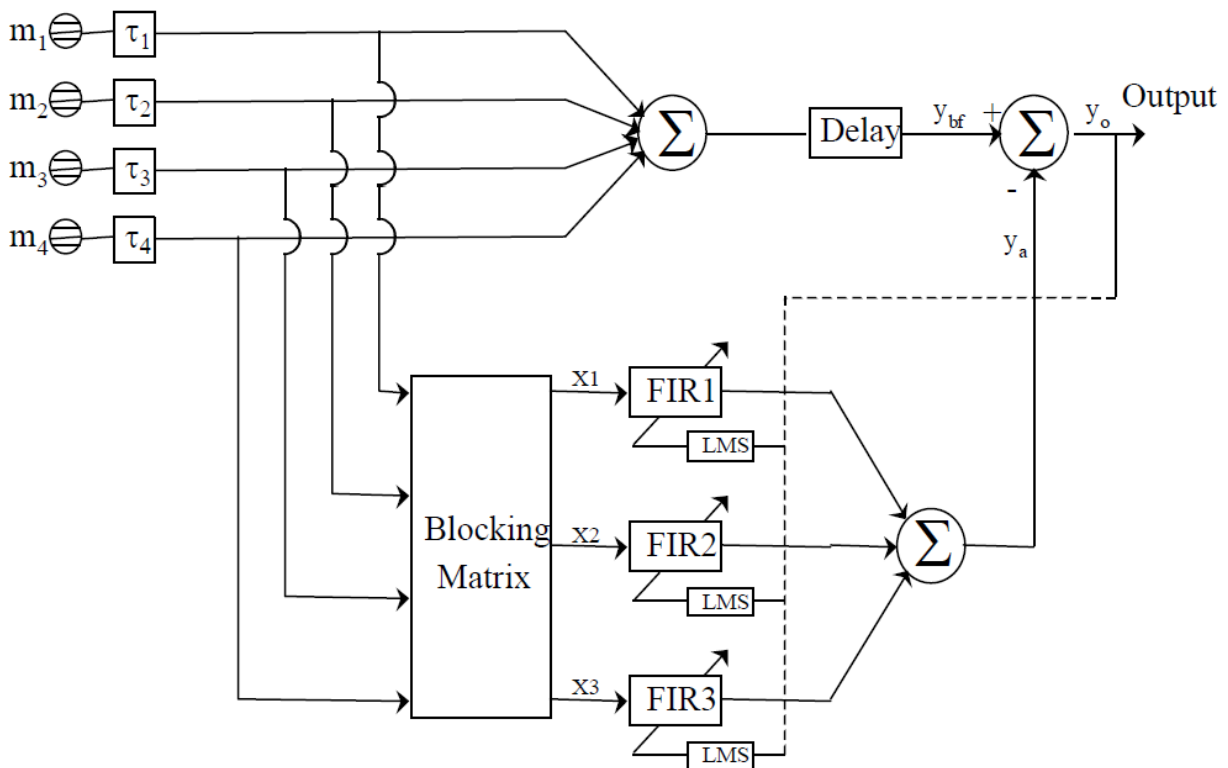 m1
τ1
m2
τ2
m3
τ3
m4
τ4
Σ
Delay
ybf
+
Σ
yo
Output
-
ya
Blocking
Matrix
X1
FIR1
LMS
X2
FIR2
LMS
Σ
X3
FIR3
LMS